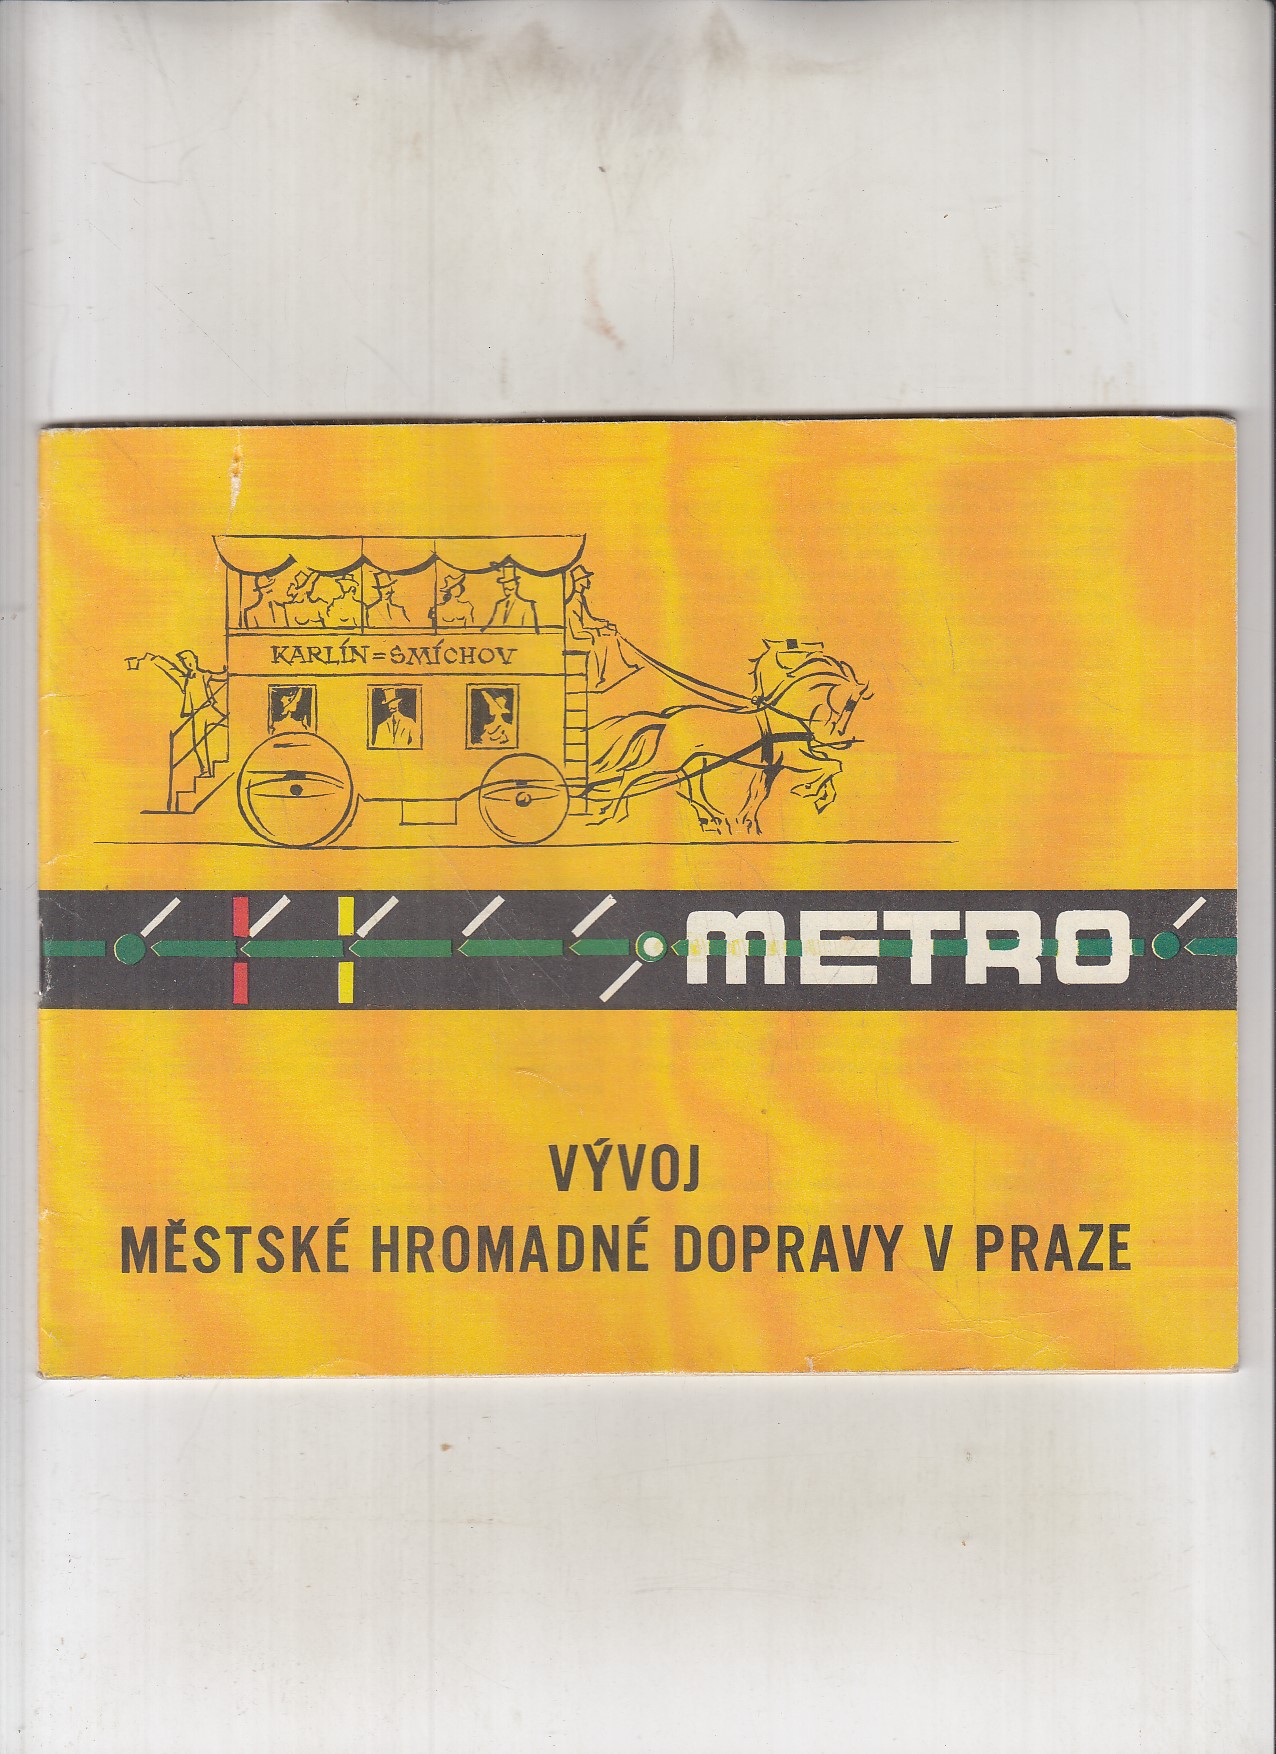 KARLÍN=SMÍCHOV
METRO
VÝVOJ
MĚSTSKÉ HROMADNÉ DOPRAVY V PRAZE